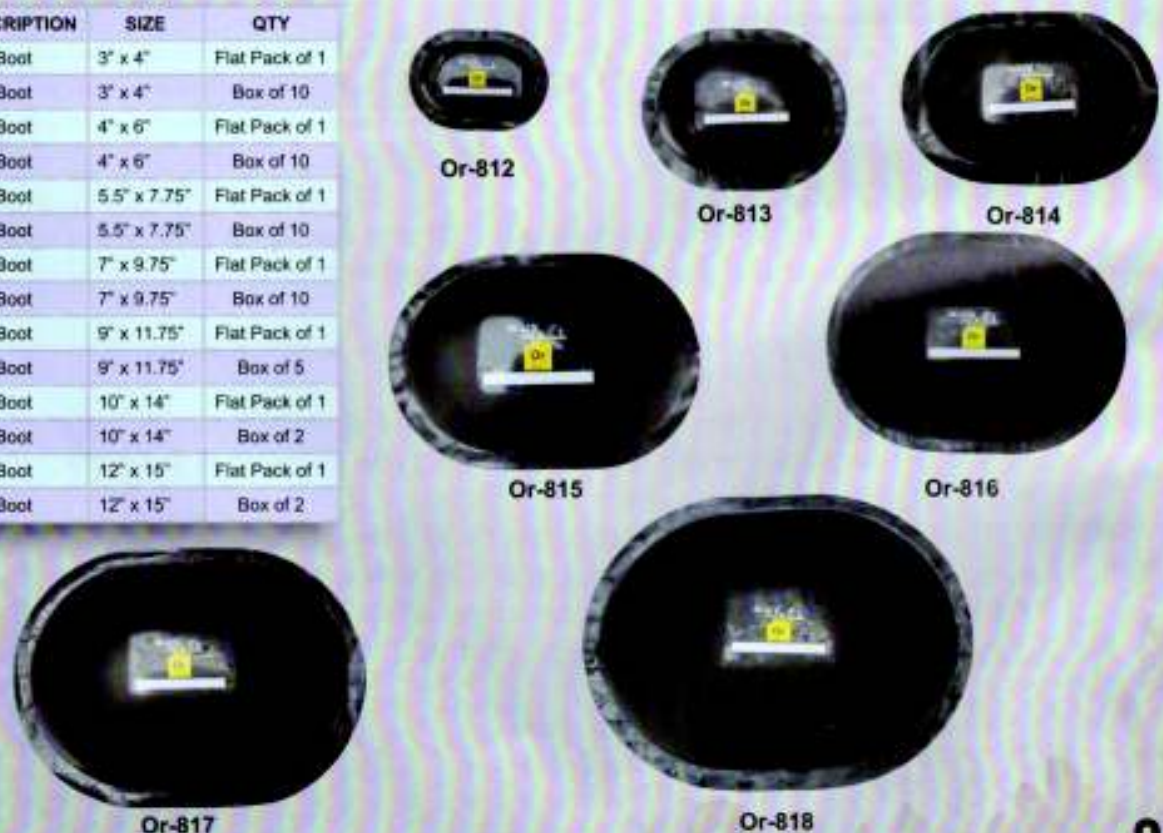 CRIPTION SIZE QTY
Boot 3" x 4" Flat Pack of 1
Boot 3" x 4" Box of 10
Boot 4" x 6" Flat Pack of 1
Boot 4" x 6" Box of 10
Boot 5.5" x 7.75" Flat Pack of 1
Boot 5.5" x 7.75" Box of 10
Boot 7" x 9.75" Flat Pack of 1
Boot 7" x 9.75" Box of 10
Boot 9" x 11.75" Flat Pack of 1
Boot 9" x 11.75" Box of 5
Boot 10" x 14" Flat Pack of 1
Boot 10" x 14" Box of 2
Boot 12" x 15" Flat Pack of 1
Boot 12" x 15" Box of 2
Or-812
Or-813
Or-814
Or
Or-815
Or-816
Or-817
Or-818